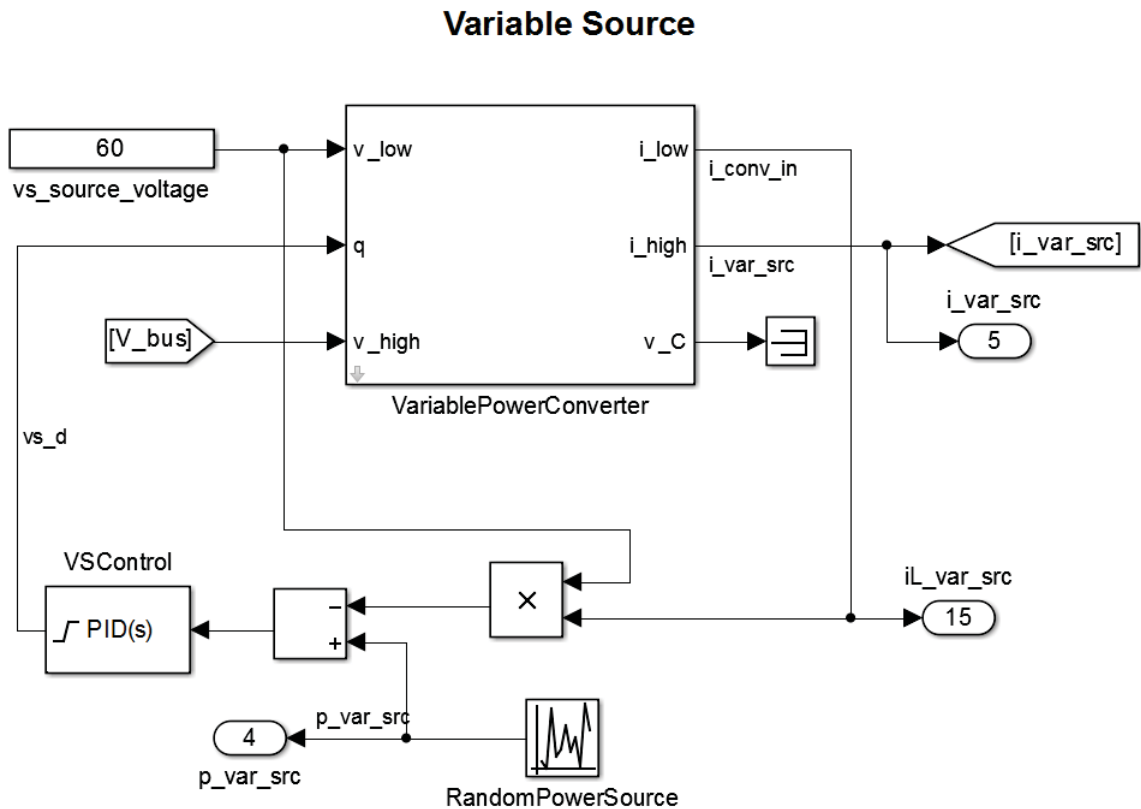 Variable Source
60
vs_source_voltage
v_low
i_low
i_conv_in
q
i_high
i_var_src
[i_var_src]
i_var_src
5
[V_bus]
v_high
v_C
VariablePowerConverter
vs_d
VSControl
PID(s)
−
+
×
iL_var_src
15
p_var_src
4
p_var_src
RandomPowerSource